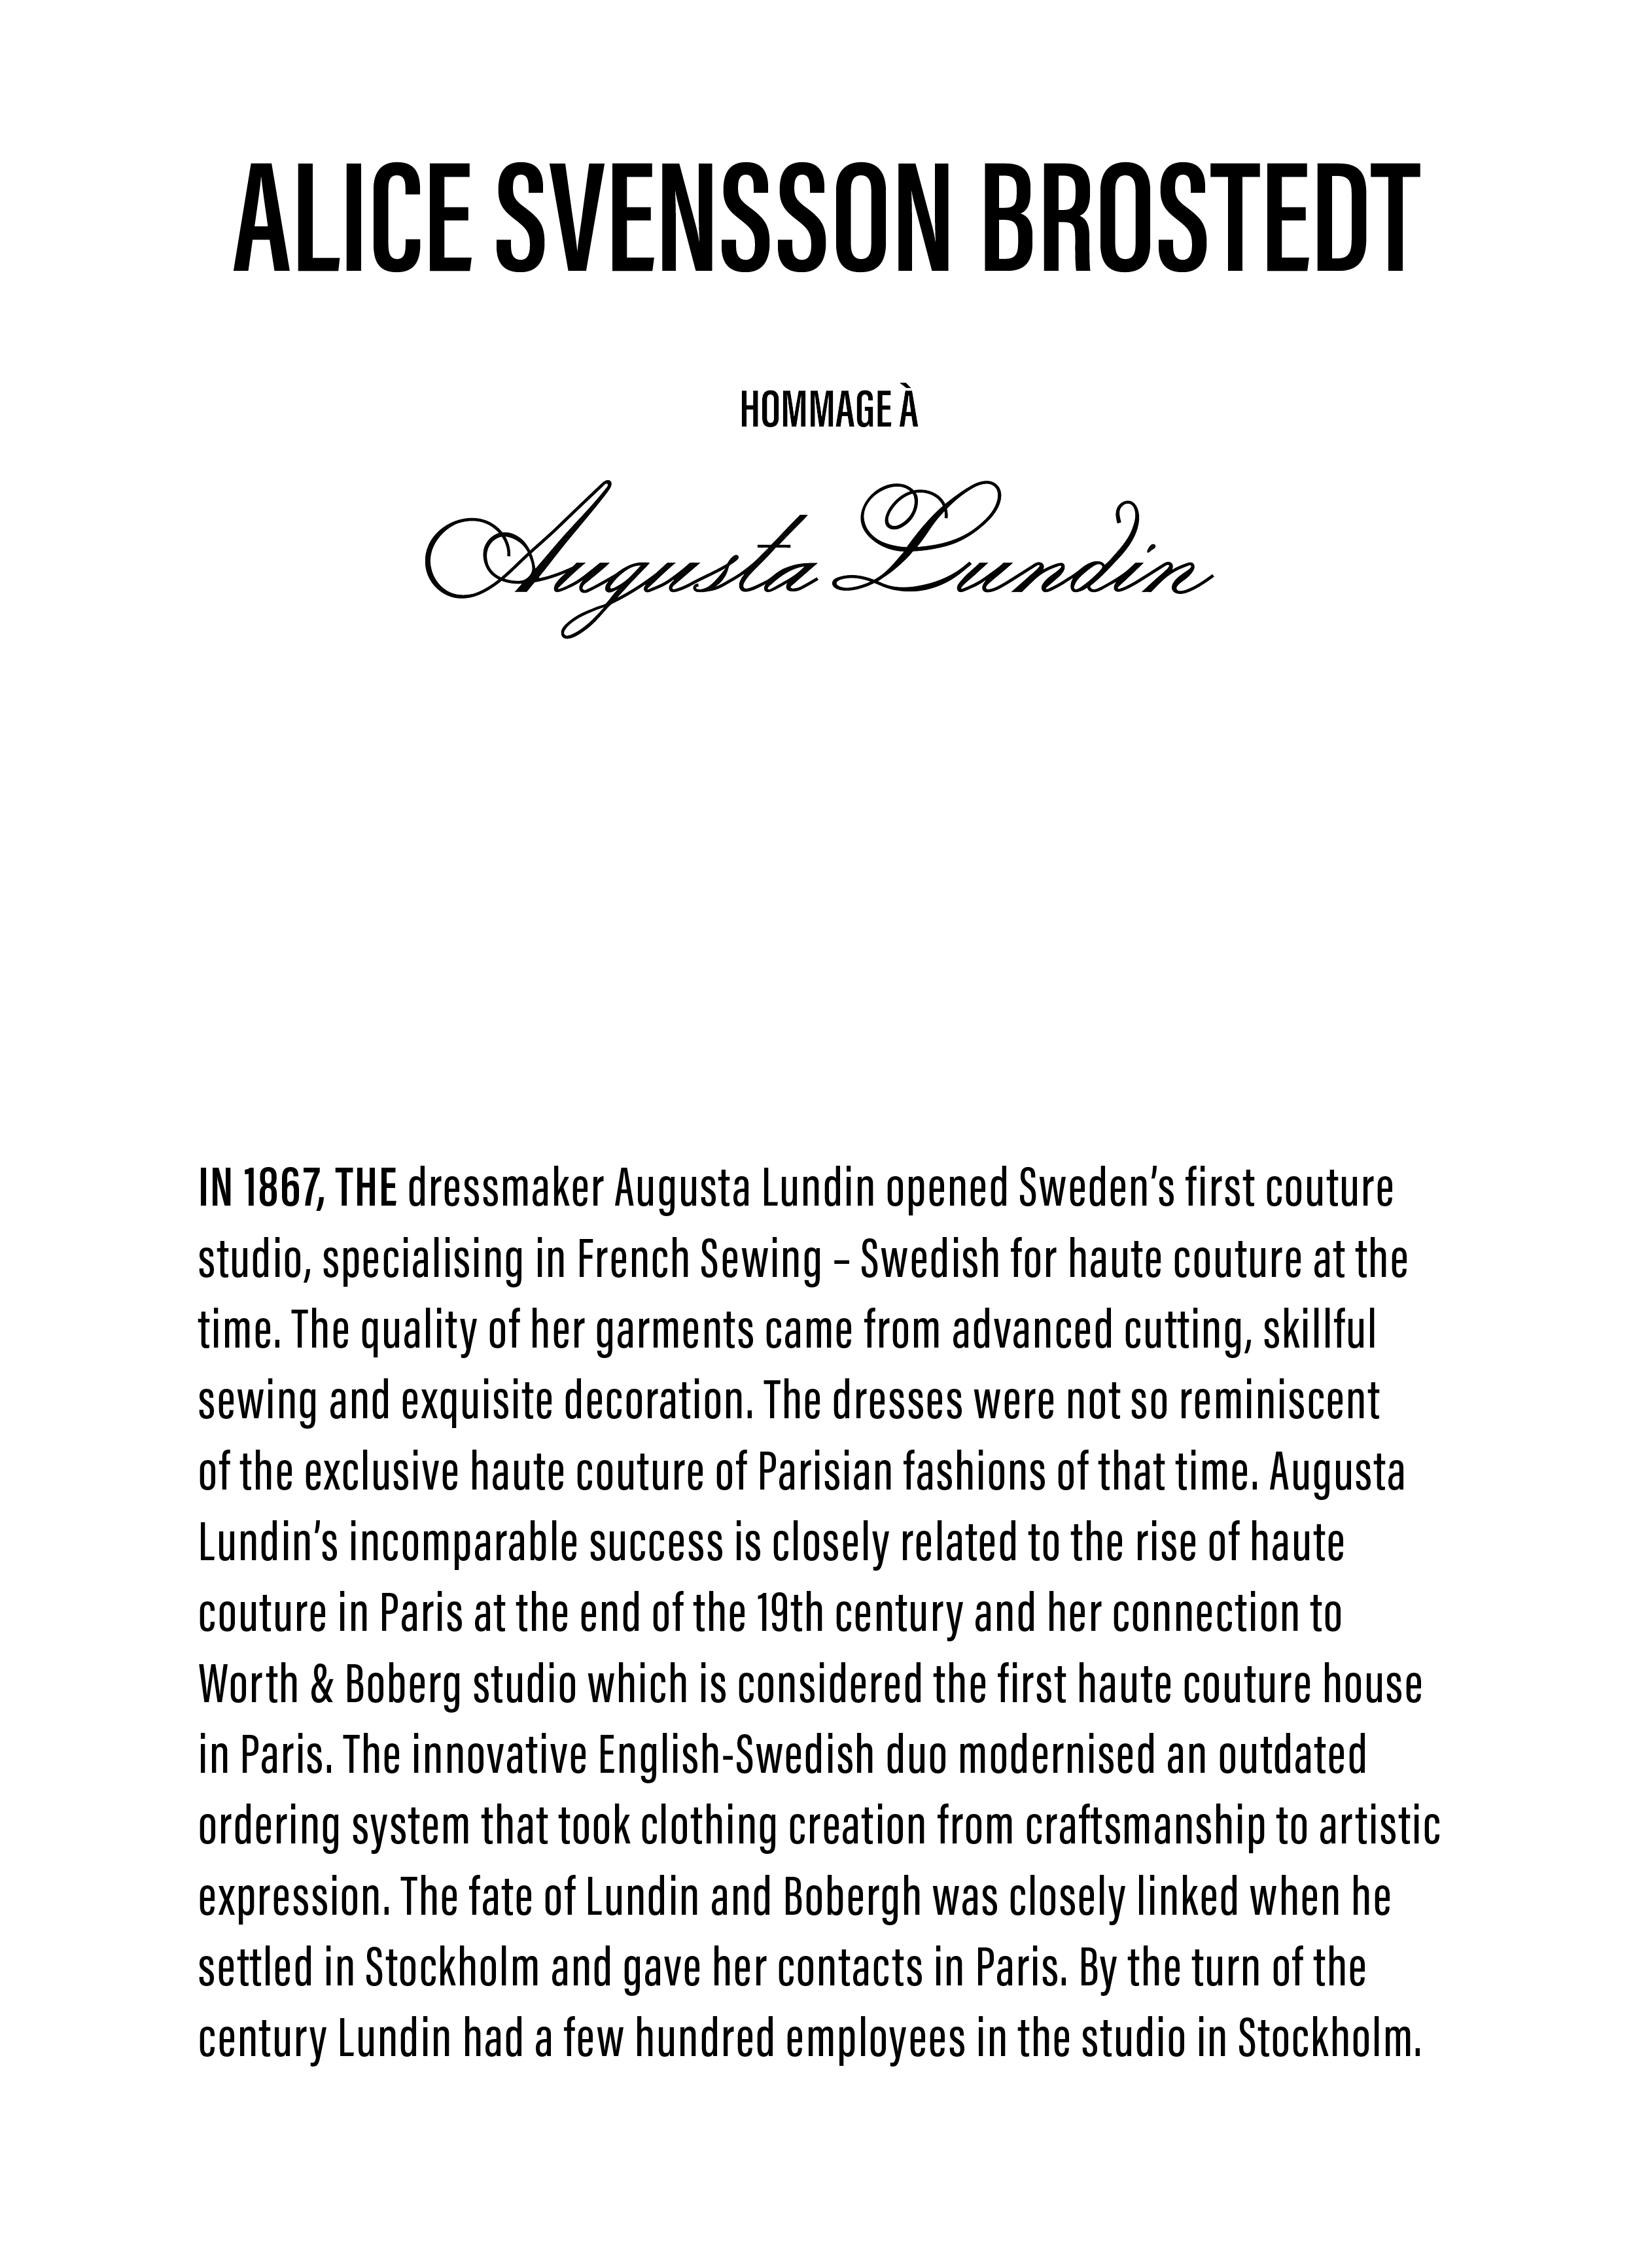 ALICE SVENSSON BROSTEDT
HOMMAGE À
Augusta Lundin
IN 1867, THE dressmaker Augusta Lundin opened Sweden’s first couture
studio, specialising in French Sewing – Swedish for haute couture at the
time. The quality of her garments came from advanced cutting, skillful
sewing and exquisite decoration. The dresses were not so reminiscent
of the exclusive haute couture of Parisian fashions of that time. Augusta
Lundin’s incomparable success is closely related to the rise of haute
couture in Paris at the end of the 19th century and her connection to
Worth & Boberg studio which is considered the first haute couture house
in Paris. The innovative English-Swedish duo modernised an outdated
ordering system that took clothing creation from craftsmanship to artistic
expression. The fate of Lundin and Bobergh was closely linked when he
settled in Stockholm and gave her contacts in Paris. By the turn of the
century Lundin had a few hundred employees in the studio in Stockholm.